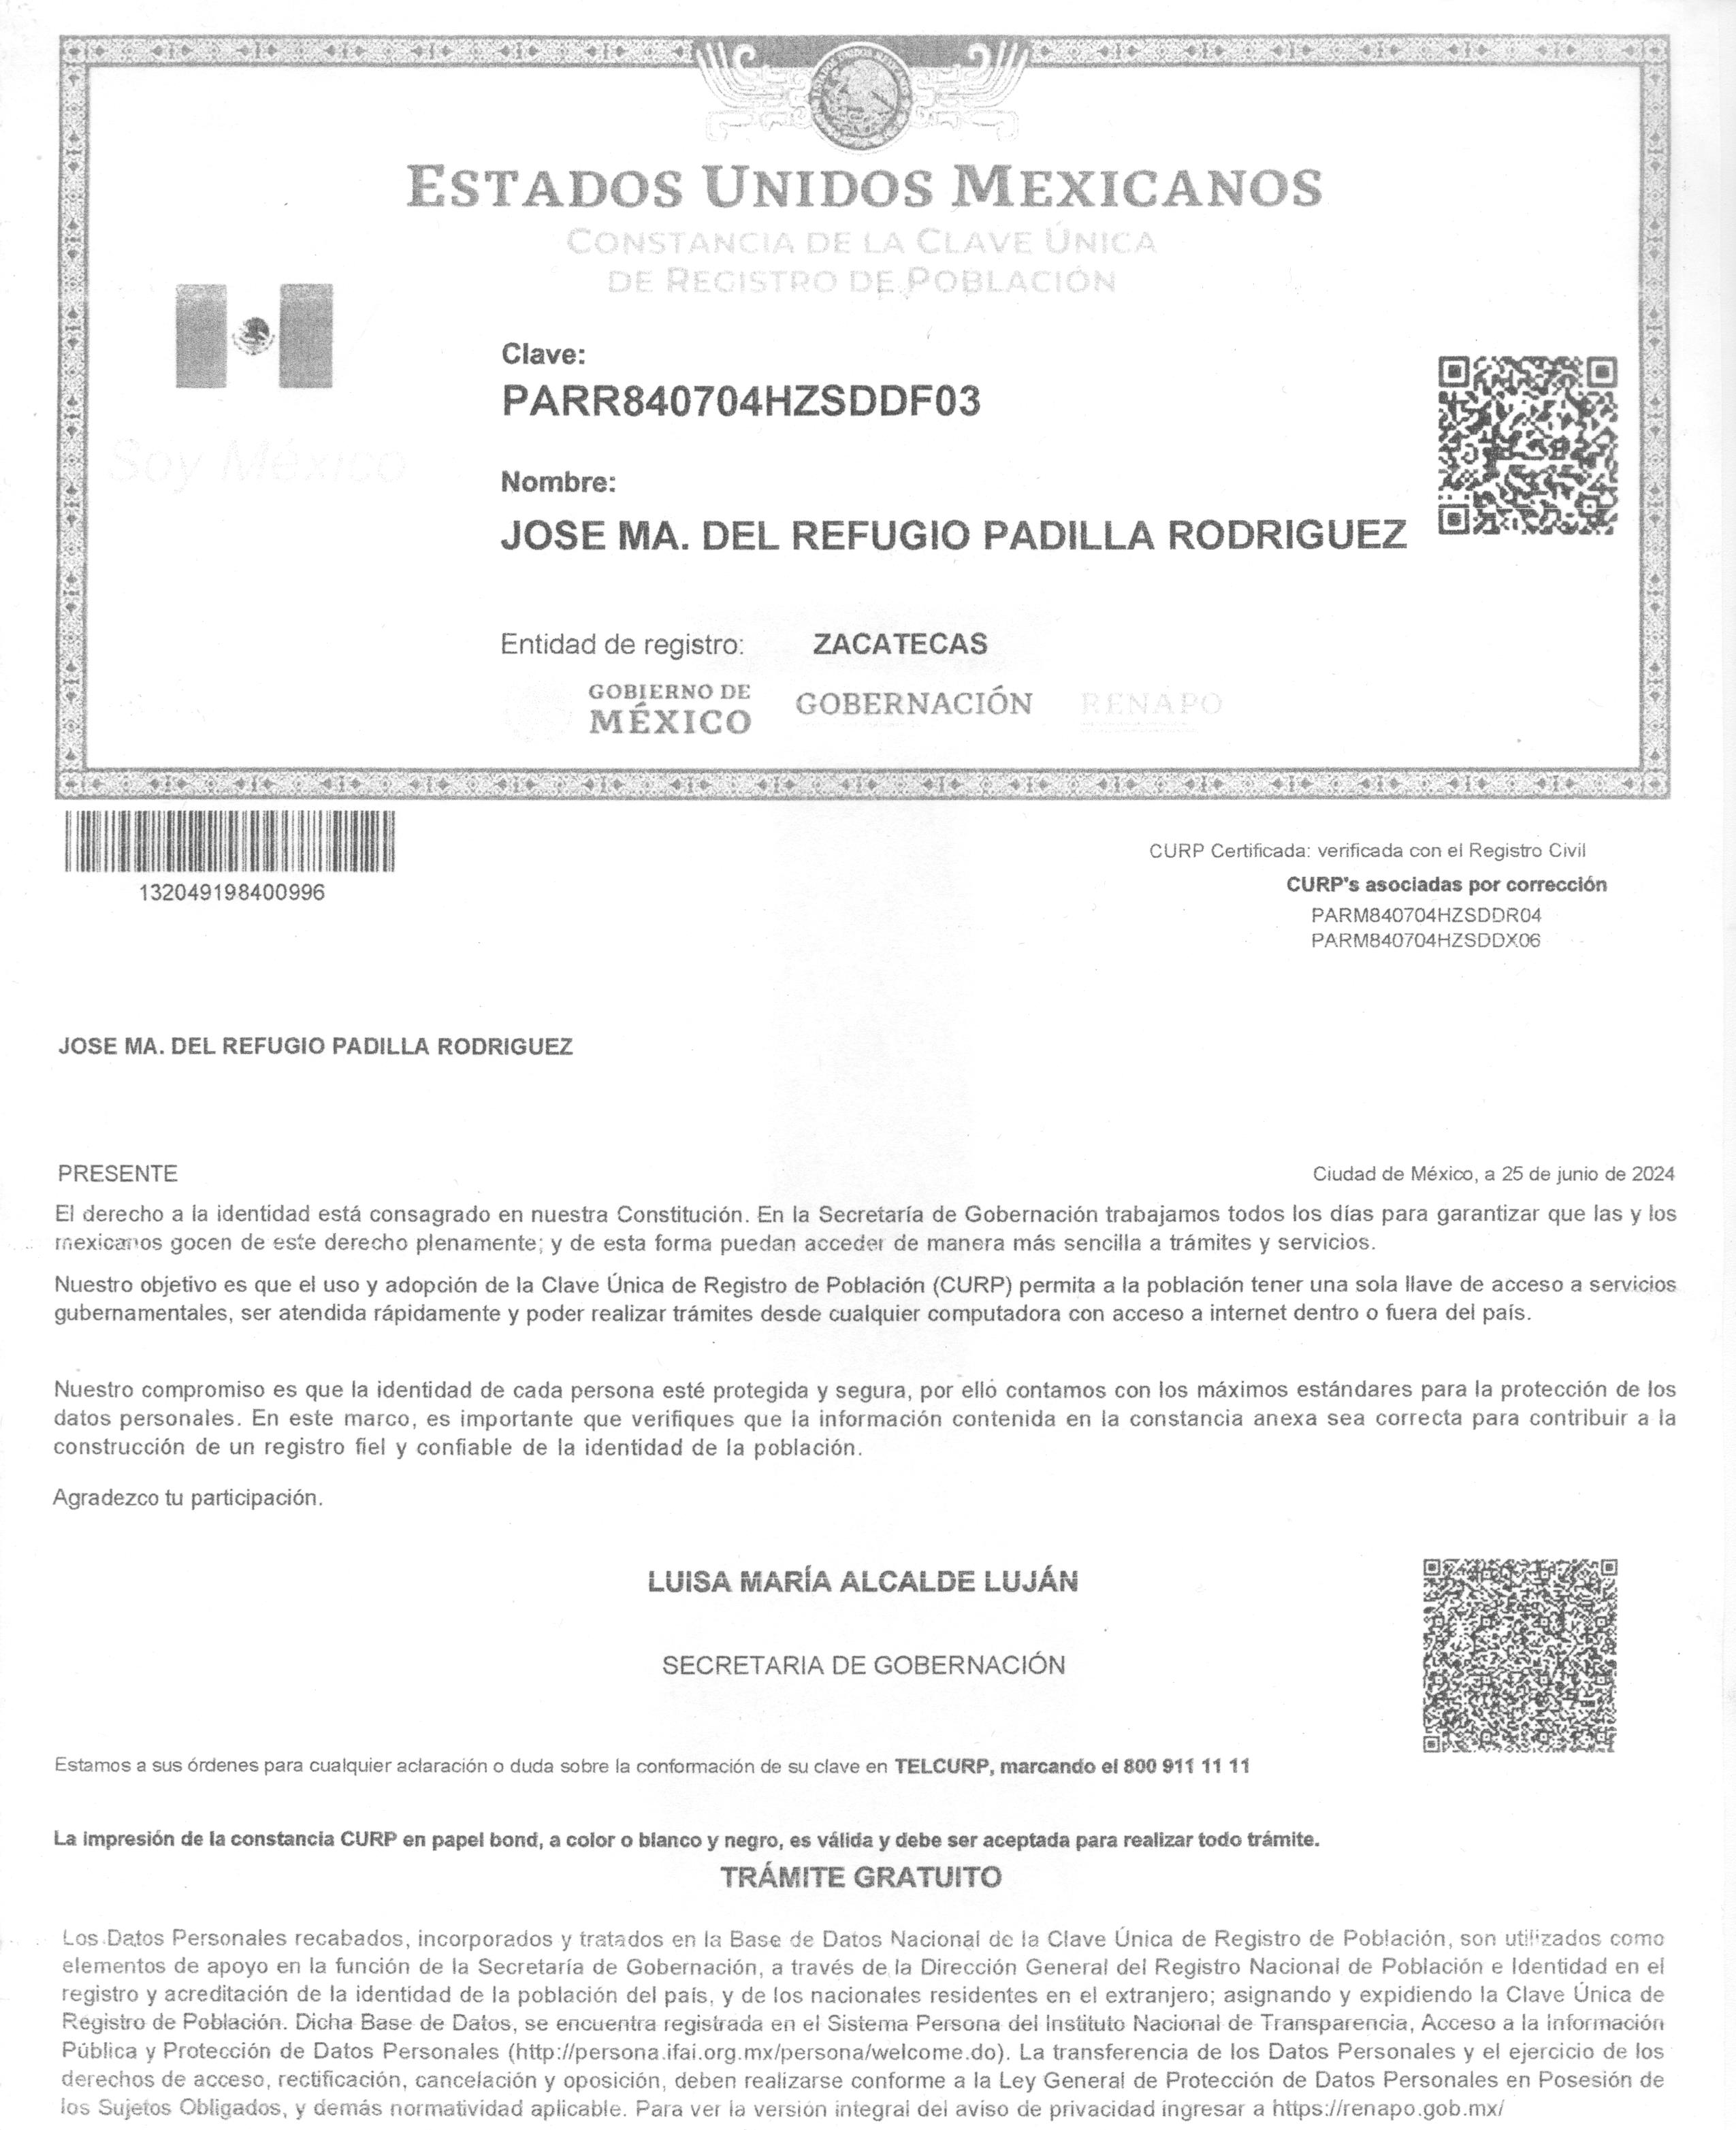 ESTADOS UNIDOS MEXICANOS
CONSTANCIA DE LA CLAVE ÚNICA
DE REGISTRO DE POBLACIÓN
Soy México
Clave:
PARR840704HZSDDF03
Nombre:
JOSE MA. DEL REFUGIO PADILLA RODRIGUEZ
Entidad de registro: ZACATECAS
GOBIERNO DE
MÉXICO
GOBERNACIÓN
RENAPO
132049198400996
CURP Certificada: verificada con el Registro Civil
CURP's asociadas por corrección
PARM840704HZSDDR04
PARM840704HZSDDX06
JOSE MA. DEL REFUGIO PADILLA RODRIGUEZ
PRESENTE
Ciudad de México, a 25 de junio de 2024
El derecho a la identidad está consagrado en nuestra Constitución. En la Secretaría de Gobernación trabajamos todos los días para garantizar que las y los
mexicanos gocen de este derecho plenamente; y de esta forma puedan acceder de manera más sencilla a trámites y servicios.
Nuestro objetivo es que el uso y adopción de la Clave Única de Registro de Población (CURP) permita a la población tener una sola llave de acceso a servicios
gubernamentales, ser atendida rápidamente y poder realizar trámites desde cualquier computadora con acceso a internet dentro o fuera del país.
Nuestro compromiso es que la identidad de cada persona esté protegida y segura, por ello contamos con los máximos estándares para la protección de los
datos personales. En este marco, es importante que verifiques que la información contenida en la constancia anexa sea correcta para contribuir a la
construcción de un registro fiel y confiable de la identidad de la población.
Agradezco tu participación.
LUISA MARÍA ALCALDE LUJÁN
SECRETARIA DE GOBERNACIÓN
Estamos a sus órdenes para cualquier aclaración o duda sobre la conformación de su clave en TELCURP, marcando el 800 911 11 11
La impresión de la constancia CURP en papel bond, a color o blanco y negro, es válida y debe ser aceptada para realizar todo trámite.
TRÁMITE GRATUITO
Los Datos Personales recabados, incorporados y tratados en la Base de Datos Nacional de la Clave Única de Registro de Población, son utilizados como
elementos de apoyo en la función de la Secretaría de Gobernación, a través de la Dirección General del Registro Nacional de Población e Identidad en el
registro y acreditación de la identidad de la población del país, y de los nacionales residentes en el extranjero; asignando y expidiendo la Clave Única de
Registro de Población. Dicha Base de Datos, se encuentra registrada en el Sistema Persona del Instituto Nacional de Transparencia, Acceso a la Información
Pública y Protección de Datos Personales (http://persona.ifai.org.mx/persona/welcome.do). La transferencia de los Datos Personales y el ejercicio de los
derechos de acceso, rectificación, cancelación y oposición, deben realizarse conforme a la Ley General de Protección de Datos Personales en Posesión de
los Sujetos Obligados, y demás normatividad aplicable. Para ver la versión integral del aviso de privacidad ingresar a https://renapo.gob.mx/